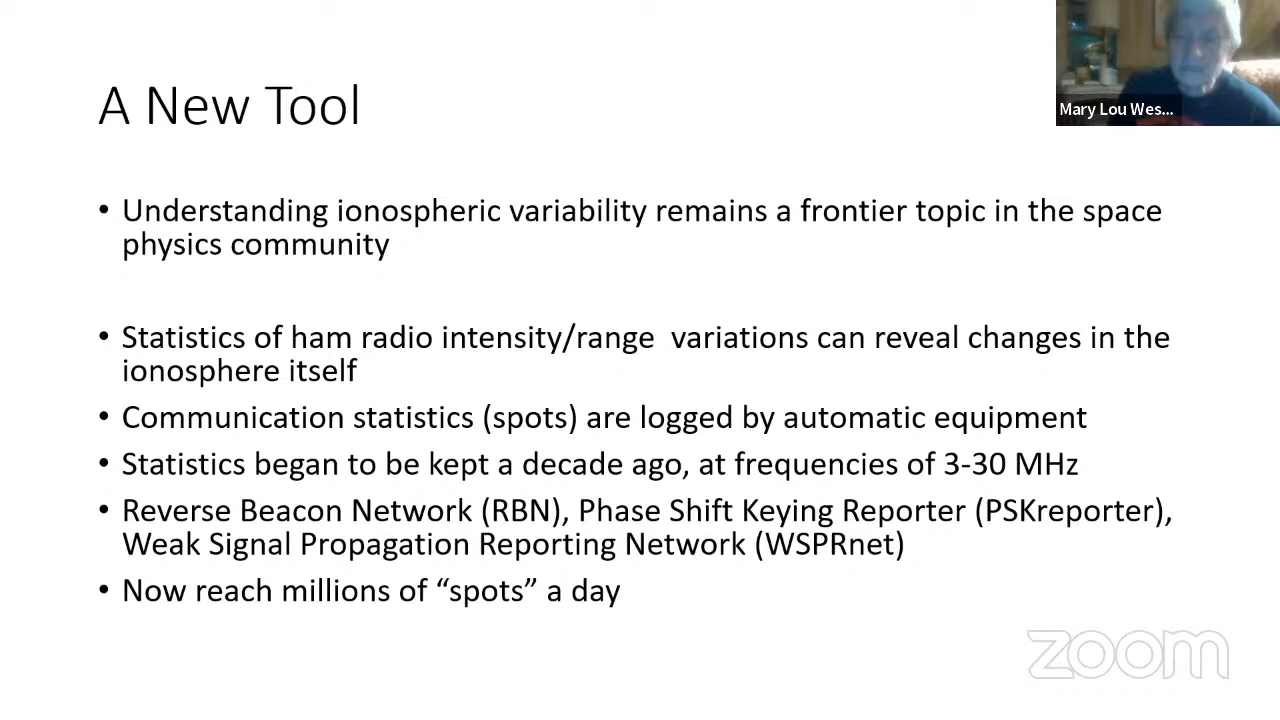 A New Tool
Mary Lou Wes...
• Understanding ionospheric variability remains a frontier topic in the space
physics community
• Statistics of ham radio intensity/range  variations can reveal changes in the
ionosphere itself
• Communication statistics (spots) are logged by automatic equipment
• Statistics began to be kept a decade ago, at frequencies of 3-30 MHz
• Reverse Beacon Network (RBN), Phase Shift Keying Reporter (PSKreporter),
Weak Signal Propagation Reporting Network (WSPRnet)
• Now reach millions of “spots” a day
zoom